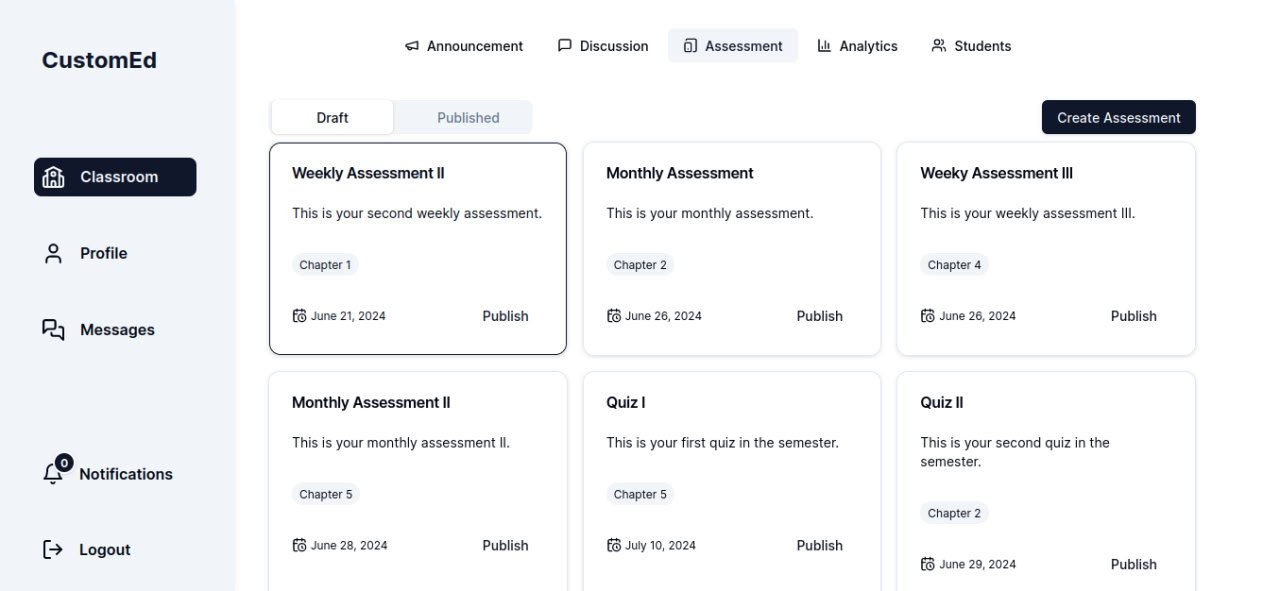 CustomEd
Announcement
Discussion
Assessment
Analytics
Students
Classroom
Profile
Messages
0
Notifications
Logout
Draft
Published
Create Assessment
Weekly Assessment II
This is your second weekly assessment.
Chapter 1
June 21, 2024
Publish
Monthly Assessment
This is your monthly assessment.
Chapter 2
June 26, 2024
Publish
Weeky Assessment III
This is your weekly assessment III.
Chapter 4
June 26, 2024
Publish
Monthly Assessment II
This is your monthly assessment II.
Chapter 5
June 28, 2024
Publish
Quiz I
This is your first quiz in the semester.
Chapter 5
July 10, 2024
Publish
Quiz II
This is your second quiz in the
semester.
Chapter 2
June 29, 2024
Publish